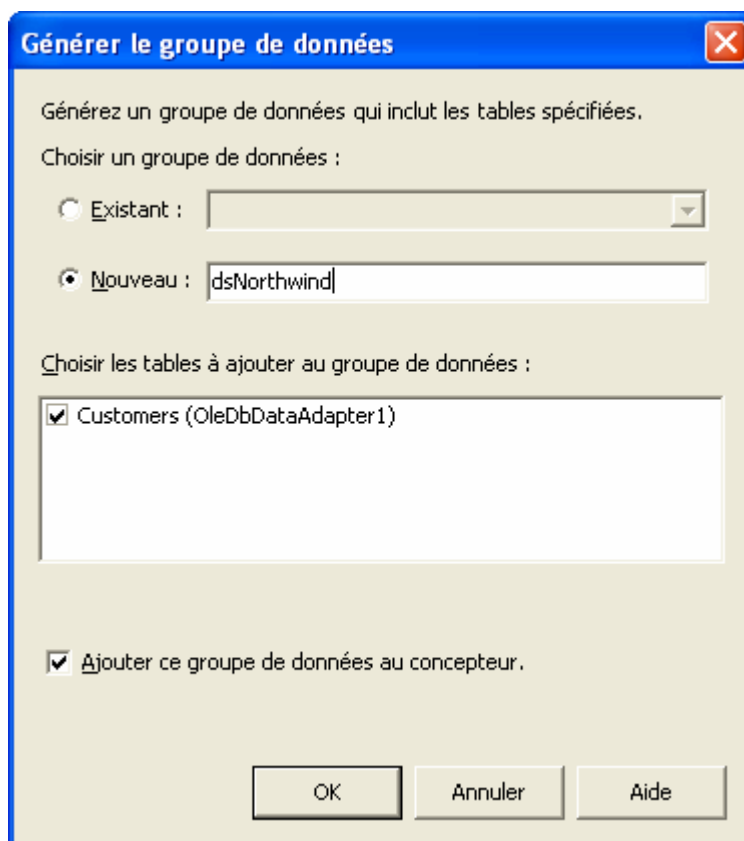 Générer le groupe de données
Générez un groupe de données qui inclut les tables spécifiées.
Choisir un groupe de données :
Existant :
Nouveau : dsNorthwind
Choisir les tables à ajouter au groupe de données :
Customers (OleDbDataAdapter1)
Ajouter ce groupe de données au concepteur.
OK Annuler Aide